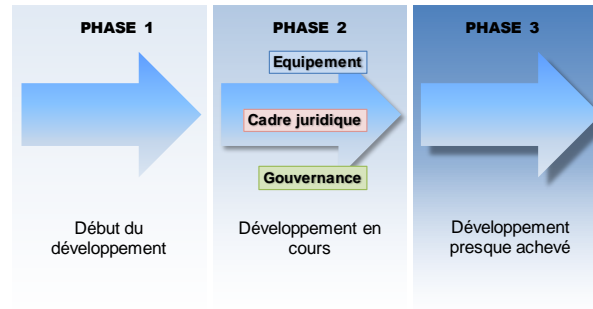 PHASE 1
Début du
développement
PHASE 2
Equipement
Cadre juridique
Gouvernance
Développement en
cours
PHASE 3
Développement
presque achevé